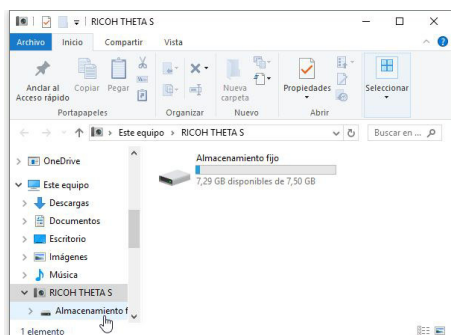 RICOH THETA S
Archivo Inicio Compartir Vista
Anclar al Acceso rápido
Copiar
Pegar
Nueva carpeta
Propiedades
Seleccionar
Portapapeles Organizar Nuevo Abrir
Este equipo > RICOH THETA S
Buscar en ...
OneDrive
Este equipo
Descargas
Documentos
Escritorio
Imágenes
Música
RICOH THETA S
Almacenamiento f
Almacenamiento fijo
7,29 GB disponibles de 7,50 GB
1 elemento